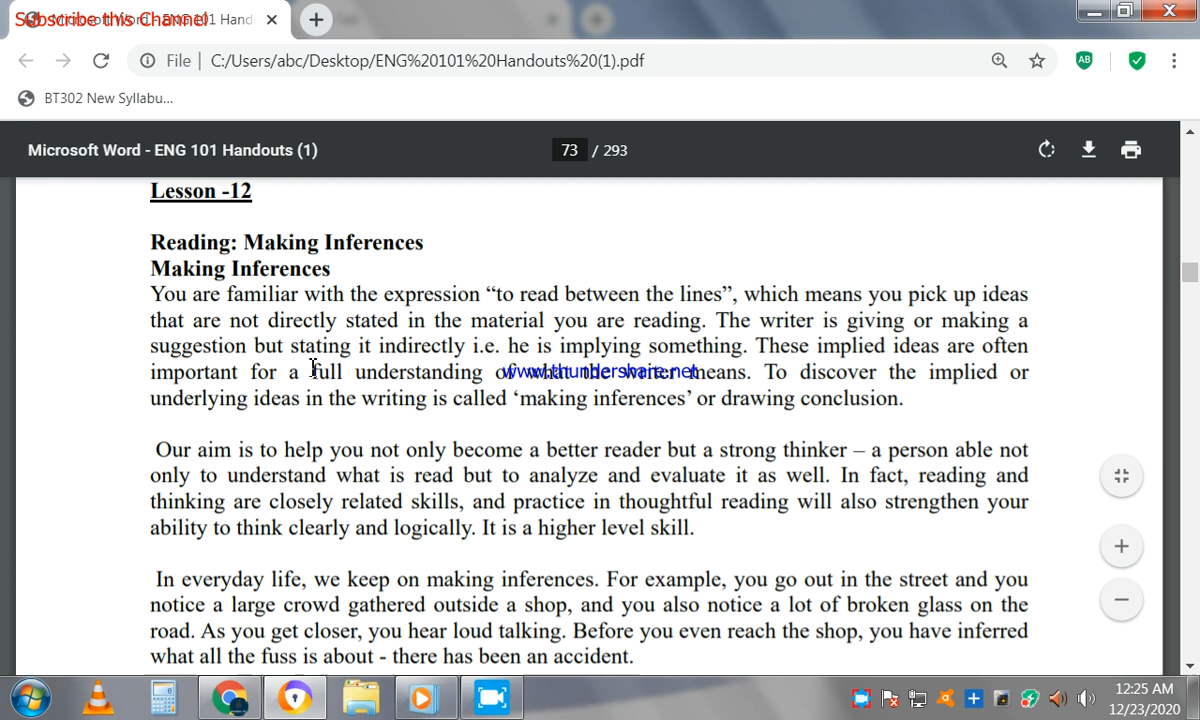 Subscribe this Channel
Microsoft Word - ENG 101 Hand
File C:/Users/abc/Desktop/ENG%20101%20Handouts%20(1).pdf
AB
BT302 New Syllabu...
Microsoft Word - ENG 101 Handouts (1)
73 / 293
Lesson -12
Reading: Making Inferences
Making Inferences
You are familiar with the expression “to read between the lines”, which means you pick up ideas
that are not directly stated in the material you are reading. The writer is giving or making a
suggestion but stating it indirectly i.e. he is implying something. These implied ideas are often
important for a full understanding of what the writer means. To discover the implied or
www.thundershare.net
underlying ideas in the writing is called ‘making inferences’ or drawing conclusion.
Our aim is to help you not only become a better reader but a strong thinker – a person able not
only to understand what is read but to analyze and evaluate it as well. In fact, reading and
thinking are closely related skills, and practice in thoughtful reading will also strengthen your
ability to think clearly and logically. It is a higher level skill.
In everyday life, we keep on making inferences. For example, you go out in the street and you
notice a large crowd gathered outside a shop, and you also notice a lot of broken glass on the
road. As you get closer, you hear loud talking. Before you even reach the shop, you have inferred
what all the fuss is about - there has been an accident.
12:25 AM
12/23/2020